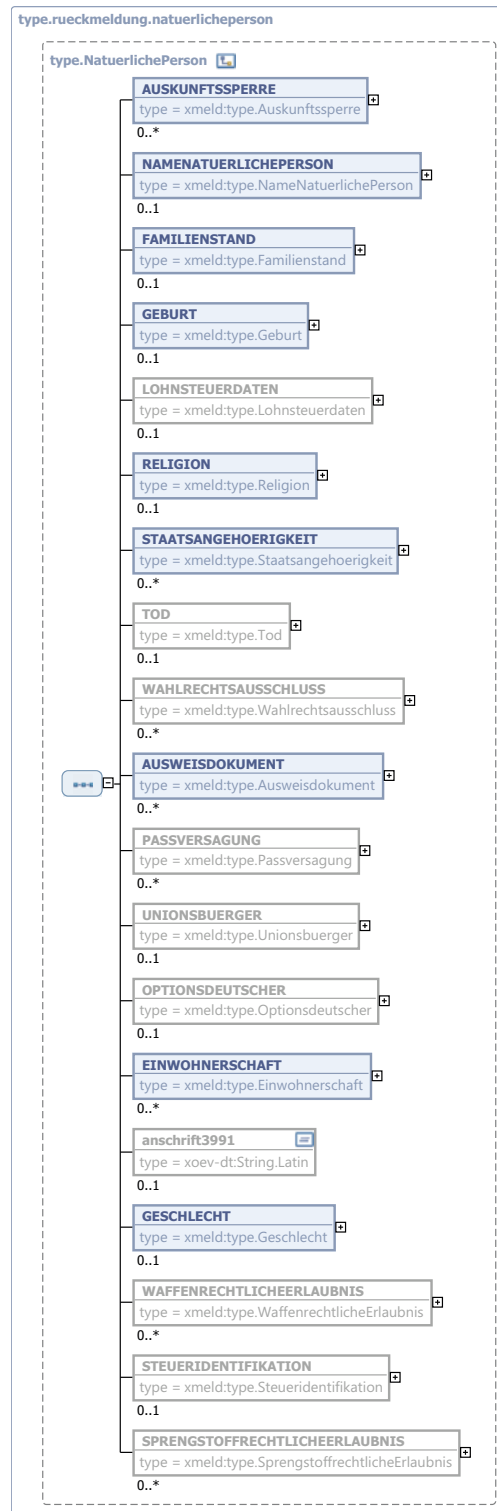 type.rueckmeldung.natuerlicheperson
type.NatuerlichePerson
AUSKUNFTSSPERRE
type = xmeld:type.Auskunftssperre
0..*
NAMENATUERLICHEPERSON
type = xmeld:type.NameNatuerlichePerson
0..1
FAMILIENSTAND
type = xmeld:type.Familienstand
0..1
GEBURT
type = xmeld:type.Geburt
0..1
LOHNSTEUERDATEN
type = xmeld:type.Lohnsteuerdaten
0..1
RELIGION
type = xmeld:type.Religion
0..1
STAATSANGEHOERIGKEIT
type = xmeld:type.Staatsangehoerigkeit
0..*
TOD
type = xmeld:type.Tod
0..1
WAHLRECHTSAUSSCHLUSS
type = xmeld:type.Wahlrechtsausschluss
0..*
AUSWEISDOKUMENT
type = xmeld:type.Ausweisdokument
0..*
PASSVERSAGUNG
type = xmeld:type.Passversagung
0..*
UNIONSBUERGER
type = xmeld:type.Unionsbuerger
0..1
OPTIONSDEUTSCHER
type = xmeld:type.Optionsdeutscher
0..1
EINWOHNERSCHAFT
type = xmeld:type.Einwohnerschaft
0..*
anschrift3991
type = xoev-dt:String.Latin
0..1
GESCHLECHT
type = xmeld:type.Geschlecht
0..1
WAFFENRECHTLICHEERLAUBNIS
type = xmeld:type.WaffenrechtlicheErlaubnis
0..*
STEUERIDENTIFIKATION
type = xmeld:type.Steueridentifikation
0..1
SPRENGSTOFFRECHTLICHEERLAUBNIS
type = xmeld:type.SprengstoffrechtlicheErlaubnis
0..*